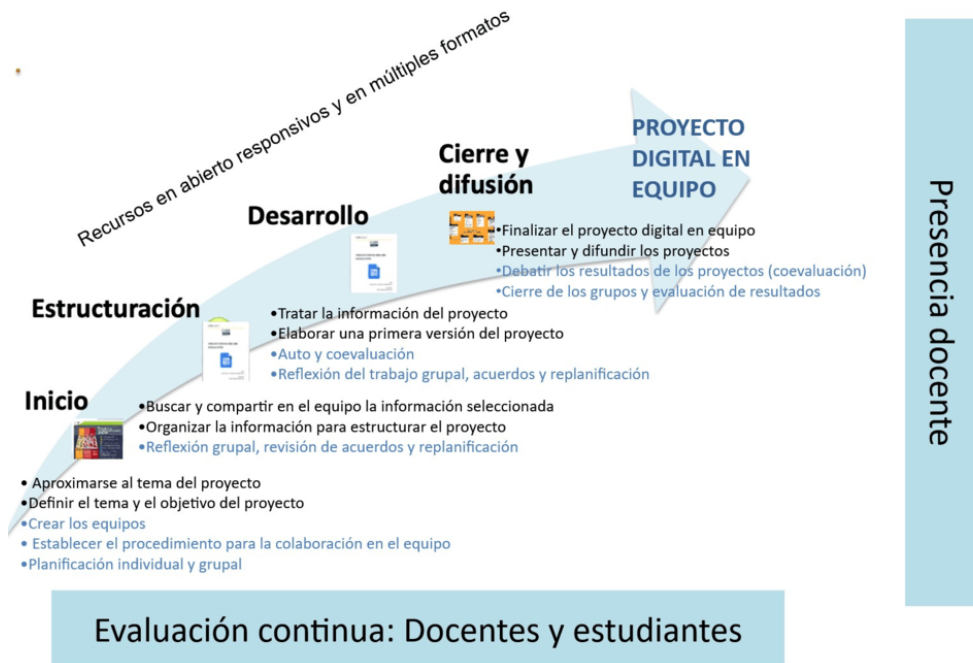 Recursos en abierto responsivos y en múltiples formatos
PROYECTO
DIGITAL EN
EQUIPO
Cierre y
difusión
•Finalizar el proyecto digital en equipo
•Presentar y difundir los proyectos
•Debatir los resultados de los proyectos (coevaluación)
•Cierre de los grupos y evaluación de resultados
Desarrollo
•Tratar la información del proyecto
•Elaborar una primera versión del proyecto
•Auto y coevaluación
•Reflexión del trabajo grupal, acuerdos y replanificación
Estructuración
•Buscar y compartir en el equipo la información seleccionada
•Organizar la información para estructurar el proyecto
•Reflexión grupal, revisión de acuerdos y replanificación
Inicio
• Aproximarse al tema del proyecto
•Definir el tema y el objetivo del proyecto
•Crear los equipos
• Establecer el procedimiento para la colaboración en el equipo
•Planificación individual y grupal
Evaluación continua: Docentes y estudiantes
Presencia docente